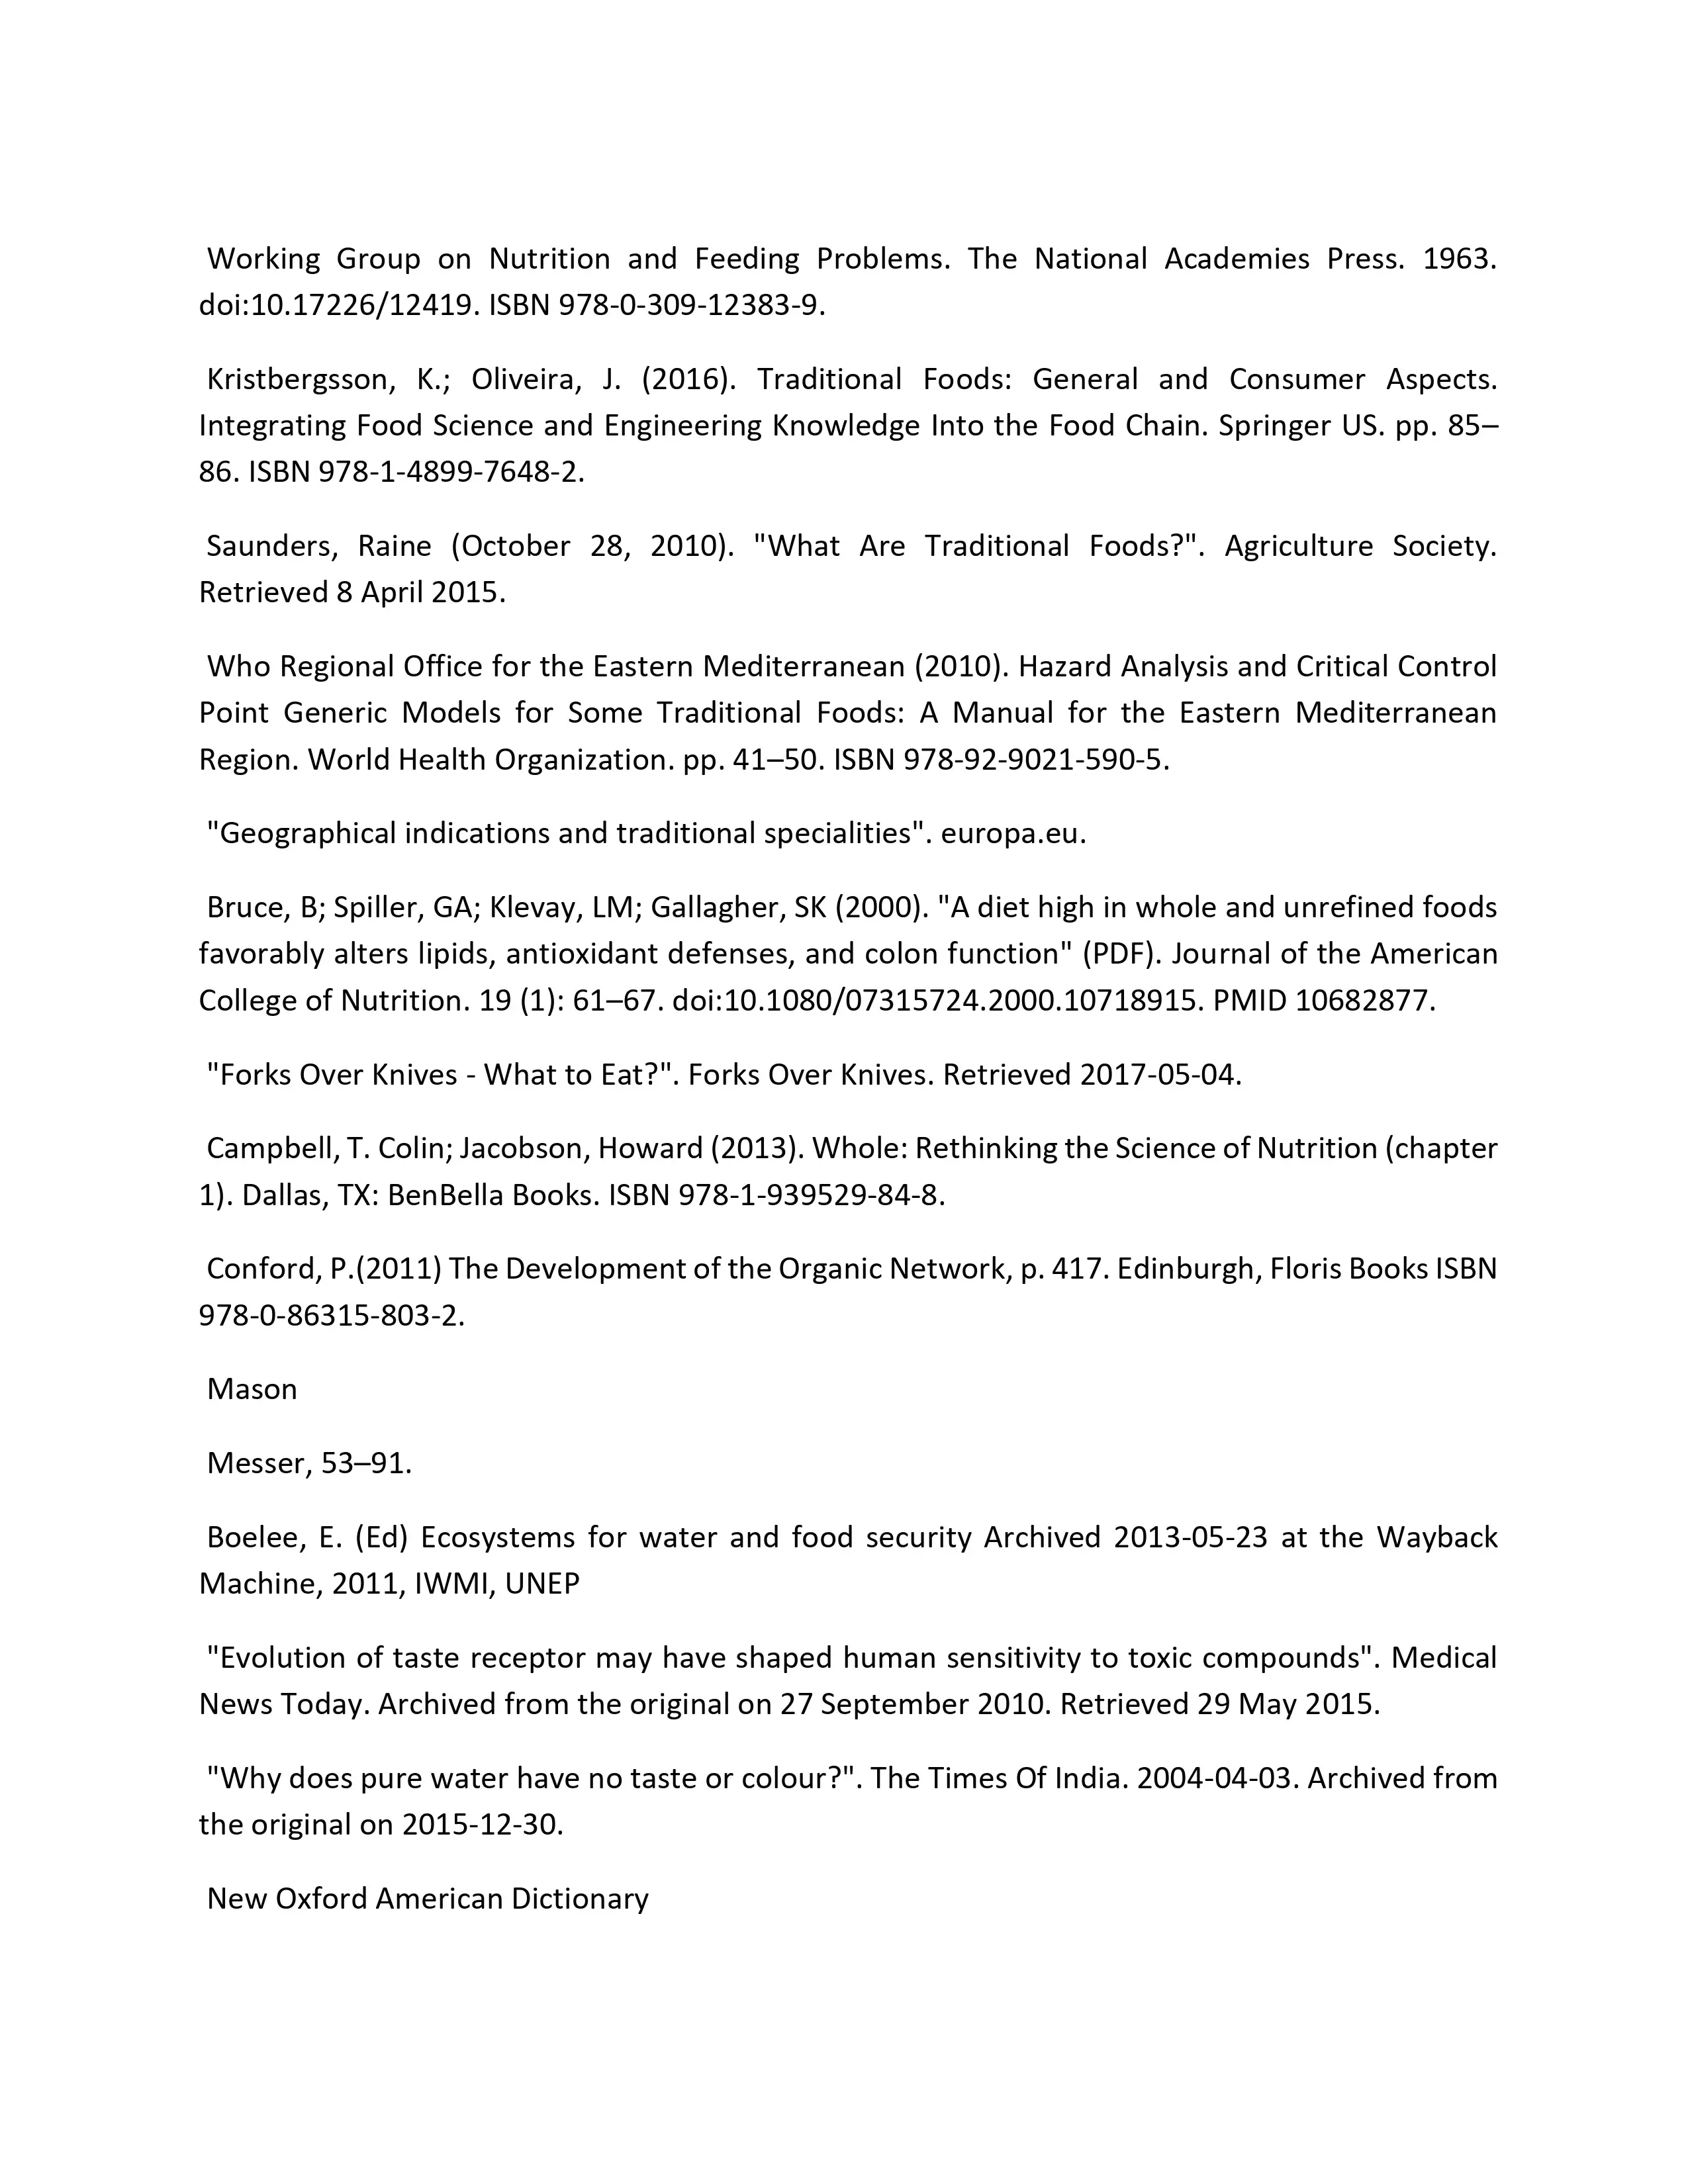 Working Group on Nutrition and Feeding Problems. The National Academies Press. 1963.
doi:10.17226/12419. ISBN 978-0-309-12383-9.
Kristbergsson, K.; Oliveira, J. (2016). Traditional Foods: General and Consumer Aspects.
Integrating Food Science and Engineering Knowledge Into the Food Chain. Springer US. pp. 85–
86. ISBN 978-1-4899-7648-2.
Saunders, Raine (October 28, 2010). "What Are Traditional Foods?". Agriculture Society.
Retrieved 8 April 2015.
Who Regional Office for the Eastern Mediterranean (2010). Hazard Analysis and Critical Control
Point Generic Models for Some Traditional Foods: A Manual for the Eastern Mediterranean
Region. World Health Organization. pp. 41–50. ISBN 978-92-9021-590-5.
"Geographical indications and traditional specialities". europa.eu.
Bruce, B; Spiller, GA; Klevay, LM; Gallagher, SK (2000). "A diet high in whole and unrefined foods
favorably alters lipids, antioxidant defenses, and colon function" (PDF). Journal of the American
College of Nutrition. 19 (1): 61–67. doi:10.1080/07315724.2000.10718915. PMID 10682877.
"Forks Over Knives - What to Eat?". Forks Over Knives. Retrieved 2017-05-04.
Campbell, T. Colin; Jacobson, Howard (2013). Whole: Rethinking the Science of Nutrition (chapter
1). Dallas, TX: BenBella Books. ISBN 978-1-939529-84-8.
Conford, P.(2011) The Development of the Organic Network, p. 417. Edinburgh, Floris Books ISBN
978-0-86315-803-2.
Mason
Messer, 53–91.
Boelee, E. (Ed) Ecosystems for water and food security Archived 2013-05-23 at the Wayback
Machine, 2011, IWMI, UNEP
"Evolution of taste receptor may have shaped human sensitivity to toxic compounds". Medical
News Today. Archived from the original on 27 September 2010. Retrieved 29 May 2015.
"Why does pure water have no taste or colour?". The Times Of India. 2004-04-03. Archived from
the original on 2015-12-30.
New Oxford American Dictionary